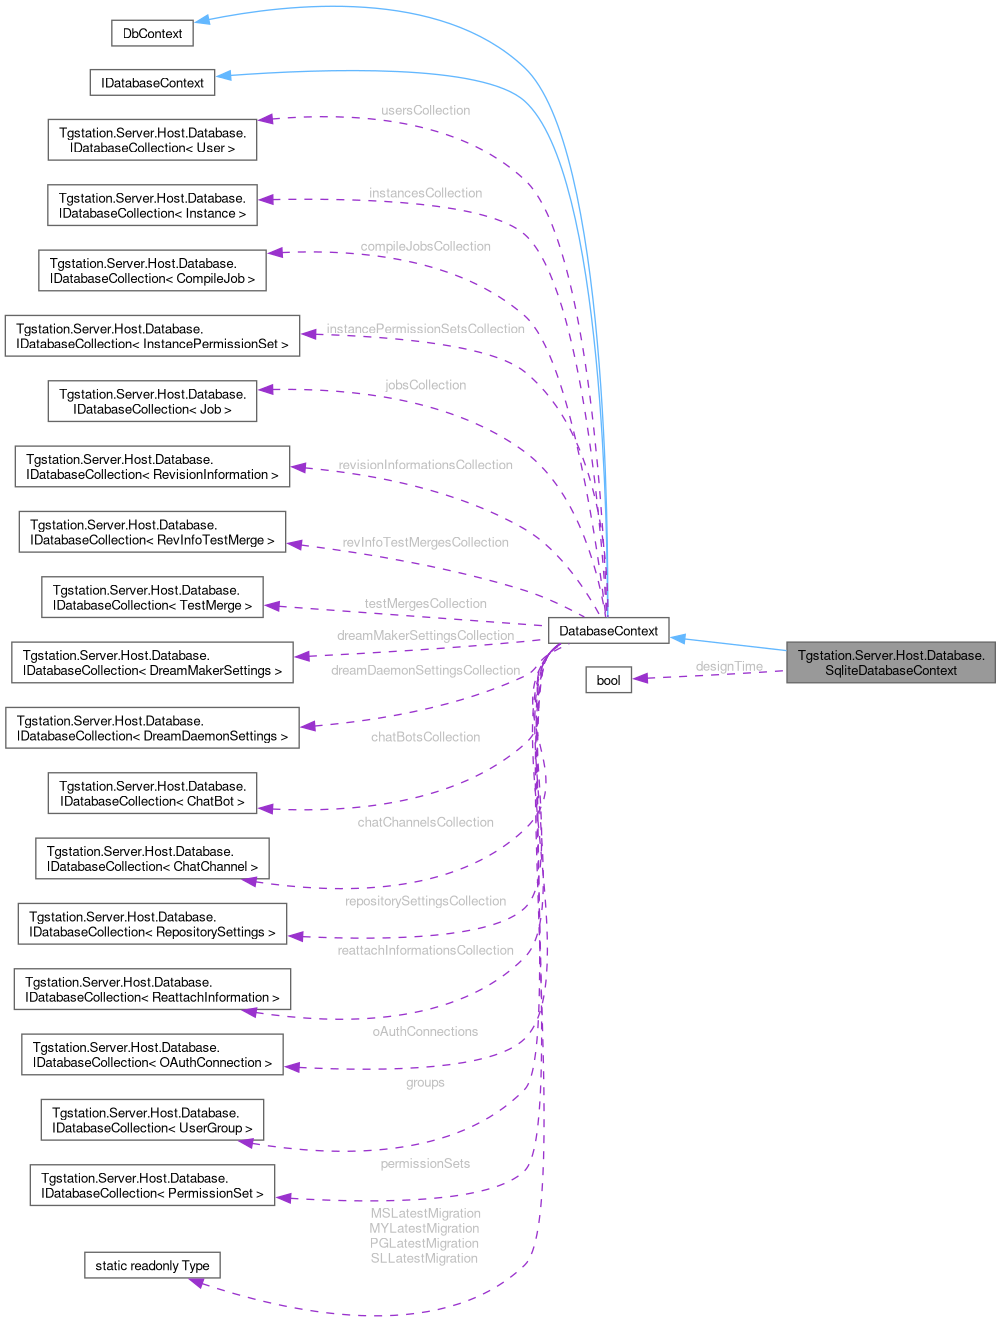 DbContext
IDatabaseContext
usersCollection
Tgstation.Server.Host.Database.
IDatabaseCollection< User >
instancesCollection
Tgstation.Server.Host.Database.
IDatabaseCollection< Instance >
compileJobsCollection
Tgstation.Server.Host.Database.
IDatabaseCollection< CompileJob >
instancePermissionSetsCollection
Tgstation.Server.Host.Database.
IDatabaseCollection< InstancePermissionSet >
jobsCollection
Tgstation.Server.Host.Database.
IDatabaseCollection< Job >
revisionInformationsCollection
Tgstation.Server.Host.Database.
IDatabaseCollection< RevisionInformation >
revInfoTestMergesCollection
Tgstation.Server.Host.Database.
IDatabaseCollection< RevInfoTestMerge >
testMergesCollection
Tgstation.Server.Host.Database.
IDatabaseCollection< TestMerge >
dreamMakerSettingsCollection
Tgstation.Server.Host.Database.
IDatabaseCollection< DreamMakerSettings >
DatabaseContext
designTime
bool
Tgstation.Server.Host.Database.
SqliteDatabaseContext
dreamDaemonSettingsCollection
Tgstation.Server.Host.Database.
IDatabaseCollection< DreamDaemonSettings >
chatBotsCollection
Tgstation.Server.Host.Database.
IDatabaseCollection< ChatBot >
chatChannelsCollection
Tgstation.Server.Host.Database.
IDatabaseCollection< ChatChannel >
repositorySettingsCollection
Tgstation.Server.Host.Database.
IDatabaseCollection< RepositorySettings >
reattachInformationsCollection
Tgstation.Server.Host.Database.
IDatabaseCollection< ReattachInformation >
oAuthConnections
Tgstation.Server.Host.Database.
IDatabaseCollection< OAuthConnection >
groups
Tgstation.Server.Host.Database.
IDatabaseCollection< UserGroup >
permissionSets
Tgstation.Server.Host.Database.
IDatabaseCollection< PermissionSet >
MSLatestMigration
MYLatestMigration
PGLatestMigration
SLLatestMigration
static readonly Type